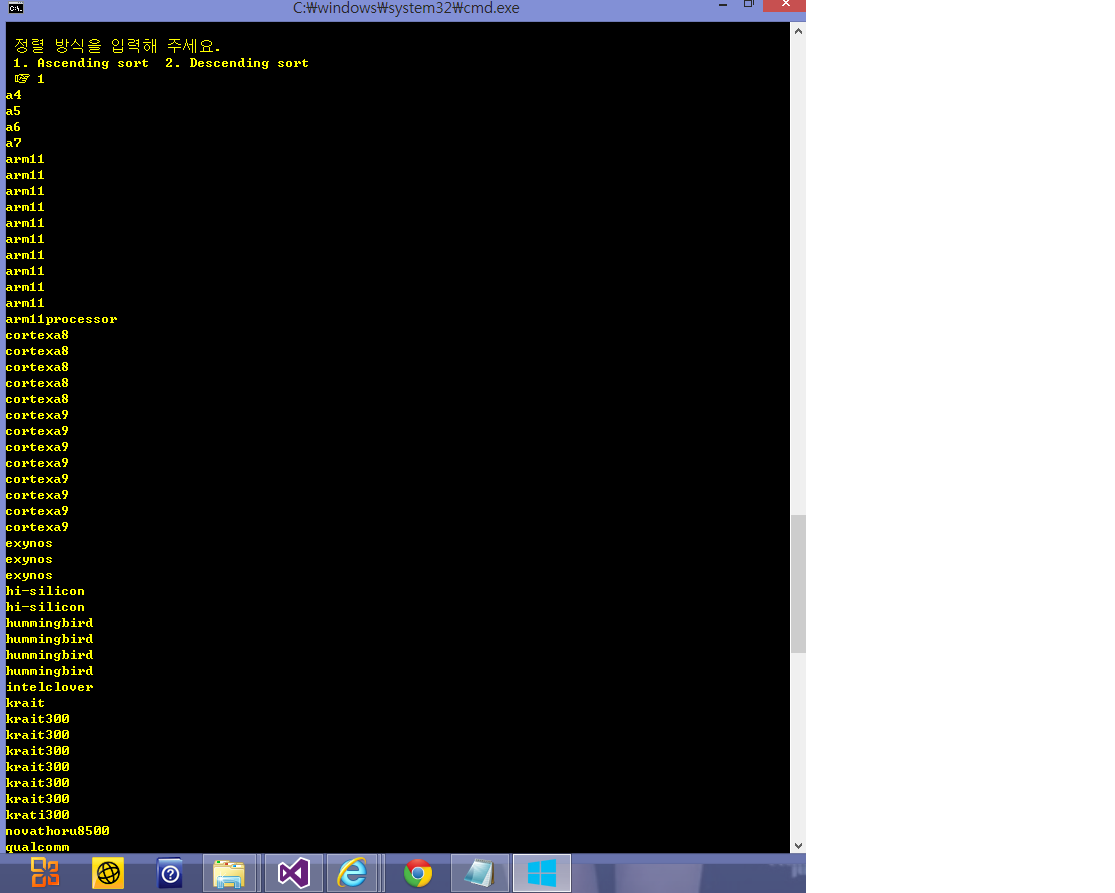 C:₩windows₩system32₩cmd.exe
정렬 방식을 입력해 주세요.
1. Ascending sort 2. Descending sort
☞ 1
a4
a5
a6
a7
arm11
arm11
arm11
arm11
arm11
arm11
arm11
arm11
arm11
arm11
arm11processor
cortexa8
cortexa8
cortexa8
cortexa8
cortexa8
cortexa9
cortexa9
cortexa9
cortexa9
cortexa9
cortexa9
cortexa9
cortexa9
exynos
exynos
exynos
hi-silicon
hi-silicon
hummingbird
hummingbird
hummingbird
hummingbird
intelclover
krait
krait300
krait300
krait300
krait300
krait300
krait300
krati300
novathoru8500
qualcomm